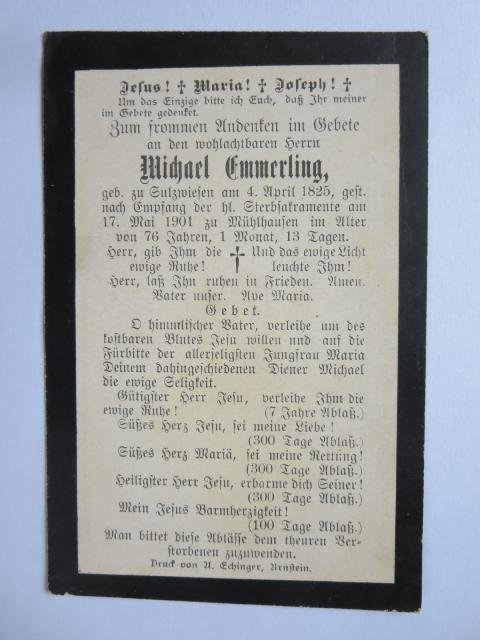 Jesus! ✝ Maria! ✝ Joseph! ✝
Um das Einzige bitte ich Euch, daß Ihr meiner
im Gebete gedenket.
Zum frommen Andenken im Gebete
an den wohlachtbaren Herrn
Michael Emmerling,
geb. zu Sulzwiesen am 4. April 1825, gest.
nach Empfang der hl. Sterbsakramente am
17. Mai 1901 zu Mühlhausen im Alter
von 76 Jahren, 1 Monat, 13 Tagen.
Herr, gib Ihm die ✝ Und das ewige Licht
ewige Ruhe! leuchte Ihm!
Herr, laß Ihn ruhen in Frieden. Amen.
Vater unser. Ave Maria.
Gebet.
O himmlischer Vater, verleihe um des
kostbaren Blutes Jesu willen und auf die
Fürbitte der allerseligsten Jungfrau Maria
Deinem dahingeschiedenen Diener Michael
die ewige Seligkeit.
Gütigster Herr Jesu, verleihe Ihm die
ewige Ruhe! (7 Jahre Ablaß.)
Süßes Herz Jesu, sei meine Liebe!
(300 Tage Ablaß.)
Süßes Herz Mariä, sei meine Rettung!
(300 Tage Ablaß.)
Heiligster Herr Jesu, erbarme dich Seiner!
(300 Tage Ablaß.)
Mein Jesus Barmherzigkeit!
(100 Tage Ablaß.)
Man bittet diese Ablässe dem theuren Ver-
storbenen zuzuwenden.
Druck von A. Echinger, Arnstein.